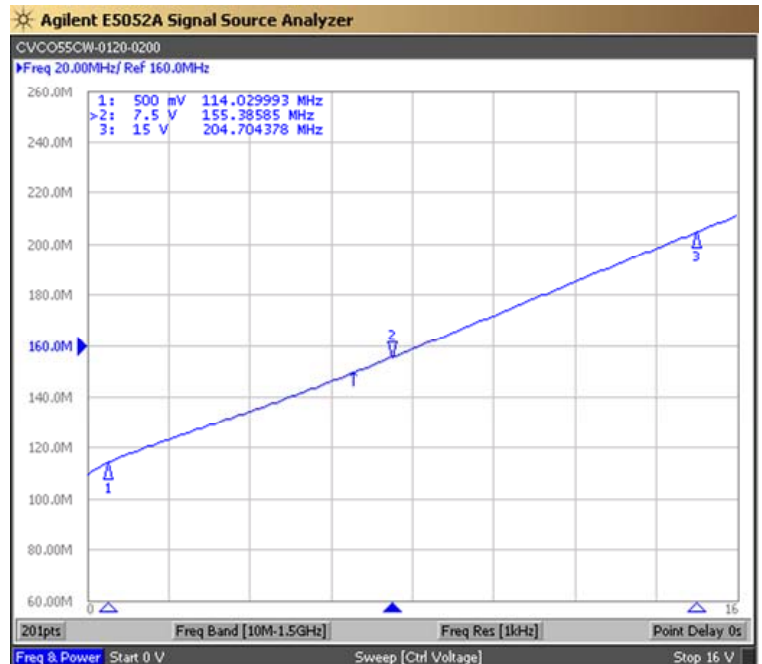 Agilent E5052A Signal Source Analyzer
CVCO55CW-0120-0200
Freq 20.00MHz/ Ref 160.0MHz
260.0M
1: 500 mV 114.029993 MHz
>2: 7.5 V 155.38585 MHz
3: 15 V 204.704378 MHz
240.0M
220.0M
200.0M
3
180.0M
2
160.0M
140.0M
120.0M
1
100.0M
80.00M
60.00M
0 16
201pts Freq Band [10M-1.5GHz] Freq Res [1kHz] Point Delay 0s
Freq & Power Start 0 V Sweep [Ctrl Voltage] Stop 16 V